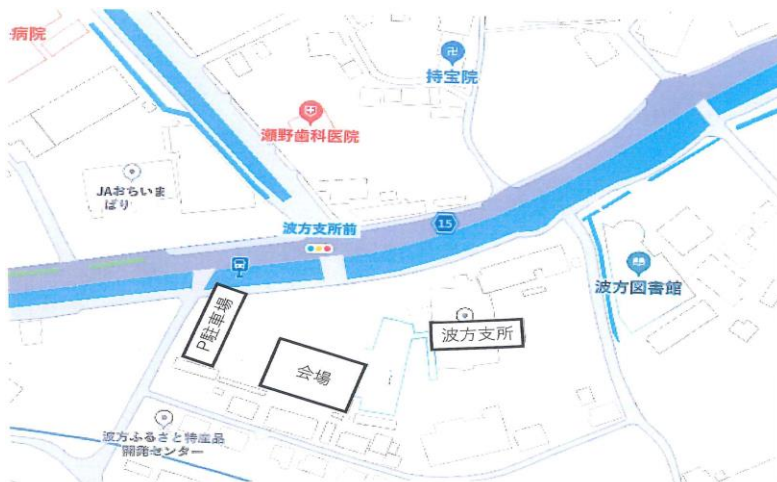 病院
卍
持宝院
瀬野歯科医院
JAおちいま
ばり
波方支所前
15
波方図書館
P駐車場
波方支所
会場
波方ふるさと特産品
開発センター